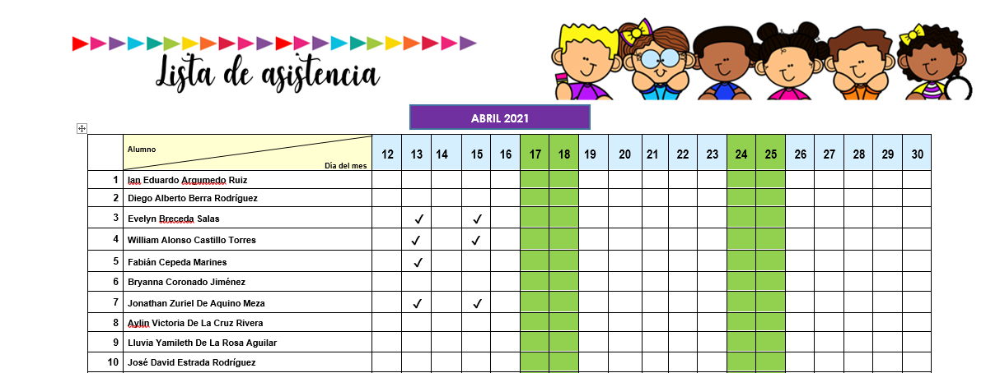 Lista de asistencia
ABRIL 2021
Alumno
Día del mes
12 13 14 15 16 17 18 19 20 21 22 23 24 25 26 27 28 29 30
1 Ian Eduardo Argumedo Ruiz
2 Diego Alberto Berra Rodríguez
3 Evelyn Breceda Salas ✓ ✓
4 William Alonso Castillo Torres ✓ ✓
5 Fabián Cepeda Marines ✓
6 Bryanna Coronado Jiménez
7 Jonathan Zuriel De Aquino Meza ✓ ✓
8 Aylin Victoria De La Cruz Rivera
9 Lluvia Yamileth De La Rosa Aguilar
10 José David Estrada Rodríguez